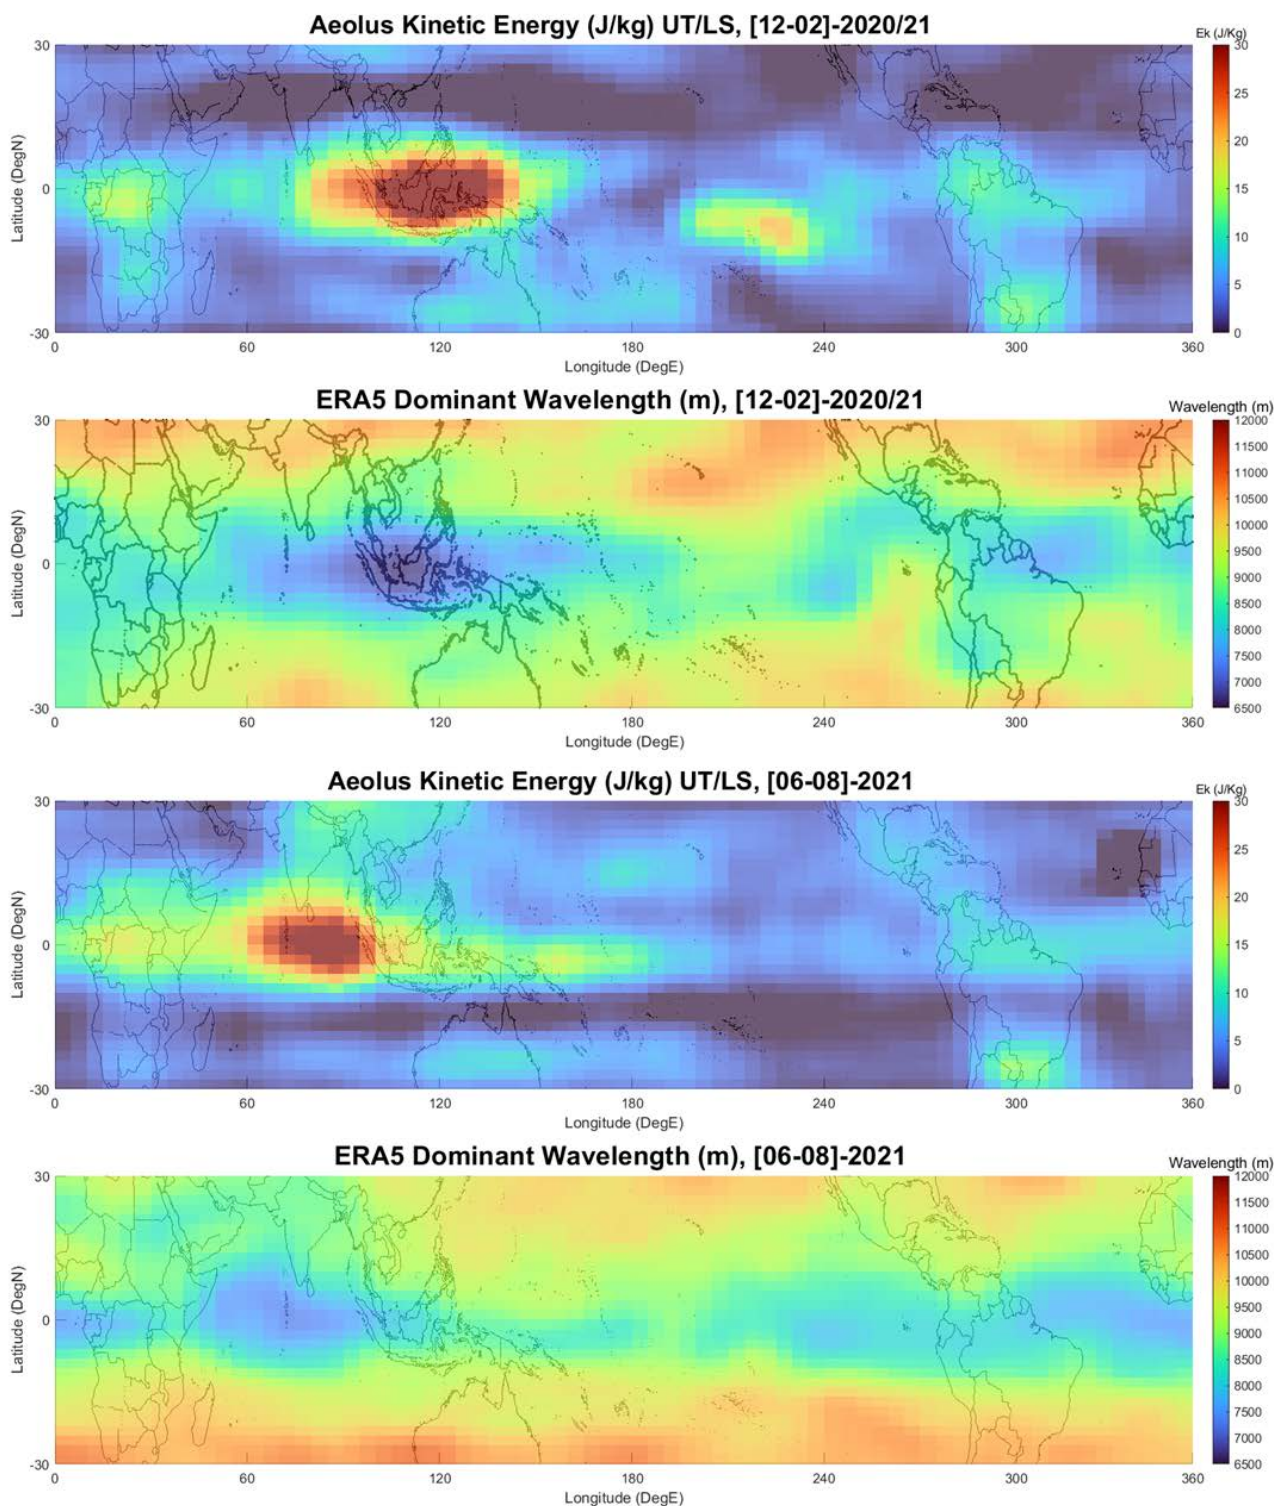 Aeolus Kinetic Energy (J/kg) UT/LS, [12-02]-2020/21
Ek (J/Kg)
30
0
-30
Latitude (DegN)
0 60 120 180 240 300 360
Longitude (DegE)
30
25
20
15
10
5
0
ERA5 Dominant Wavelength (m), [12-02]-2020/21
Wavelength (m)
30
0
-30
Latitude (DegN)
0 60 120 180 240 300 360
Longitude (DegE)
12000
11500
11000
10500
10000
9500
9000
8500
8000
7500
7000
6500
Aeolus Kinetic Energy (J/kg) UT/LS, [06-08]-2021
Ek (J/Kg)
30
0
-30
Latitude (DegN)
0 60 120 180 240 300 360
Longitude (DegE)
30
25
20
15
10
5
0
ERA5 Dominant Wavelength (m), [06-08]-2021
Wavelength (m)
30
0
-30
Latitude (DegN)
0 60 120 180 240 300 360
Longitude (DegE)
12000
11500
11000
10500
10000
9500
9000
8500
8000
7500
7000
6500